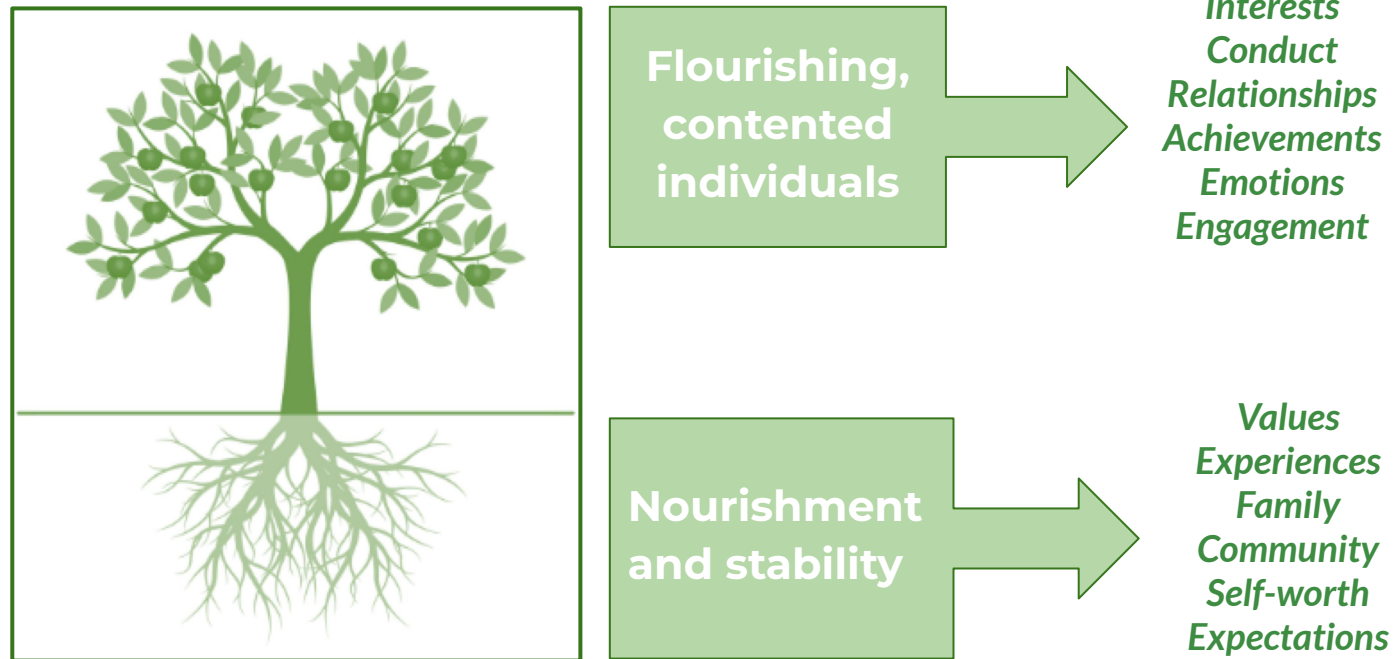 Flourishing,
contented
individuals
Interests
Conduct
Relationships
Achievements
Emotions
Engagement
Nourishment
and stability
Values
Experiences
Family
Community
Self-worth
Expectations